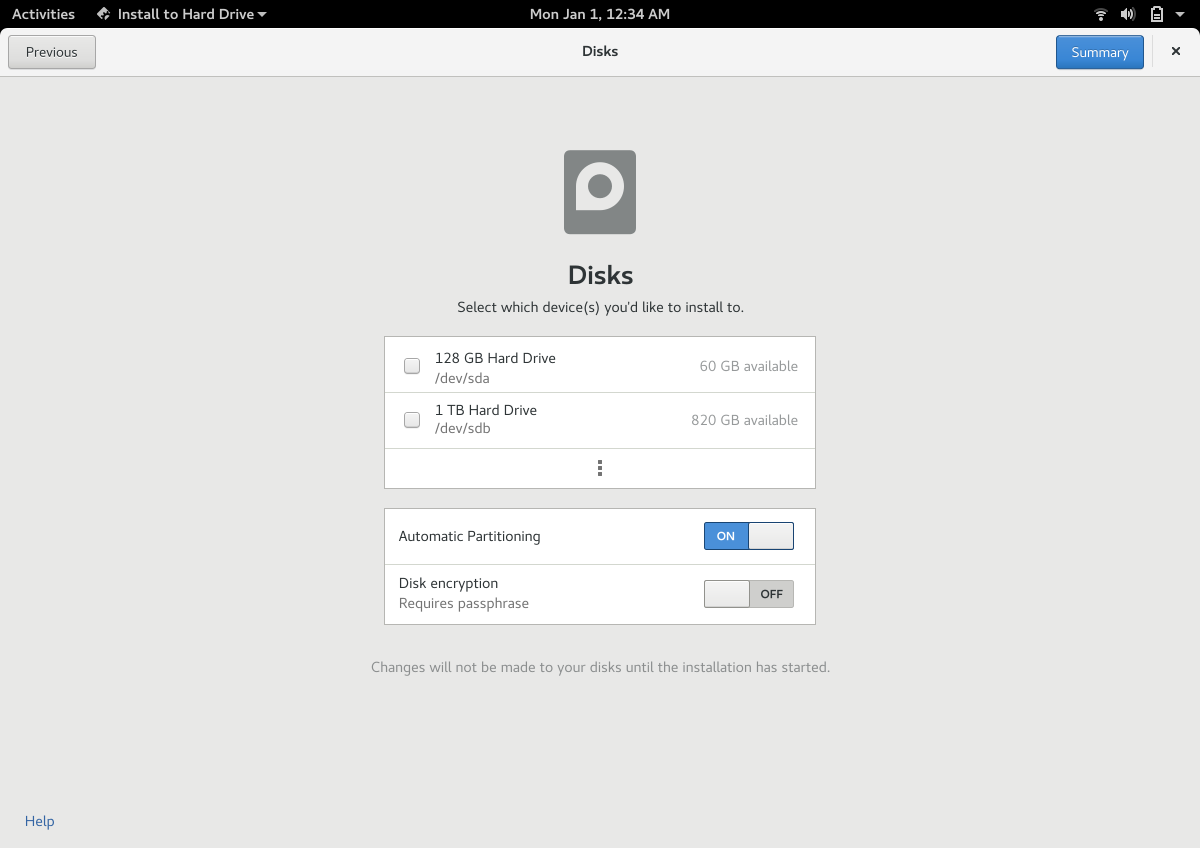 Activities Install to Hard Drive Mon Jan 1, 12:34 AM
Previous Disks Summary
Disks
Select which device(s) you'd like to install to.
128 GB Hard Drive
/dev/sda
60 GB available
1 TB Hard Drive
/dev/sdb
820 GB available
Automatic Partitioning ON
Disk encryption
Requires passphrase
OFF
Changes will not be made to your disks until the installation has started.
Help